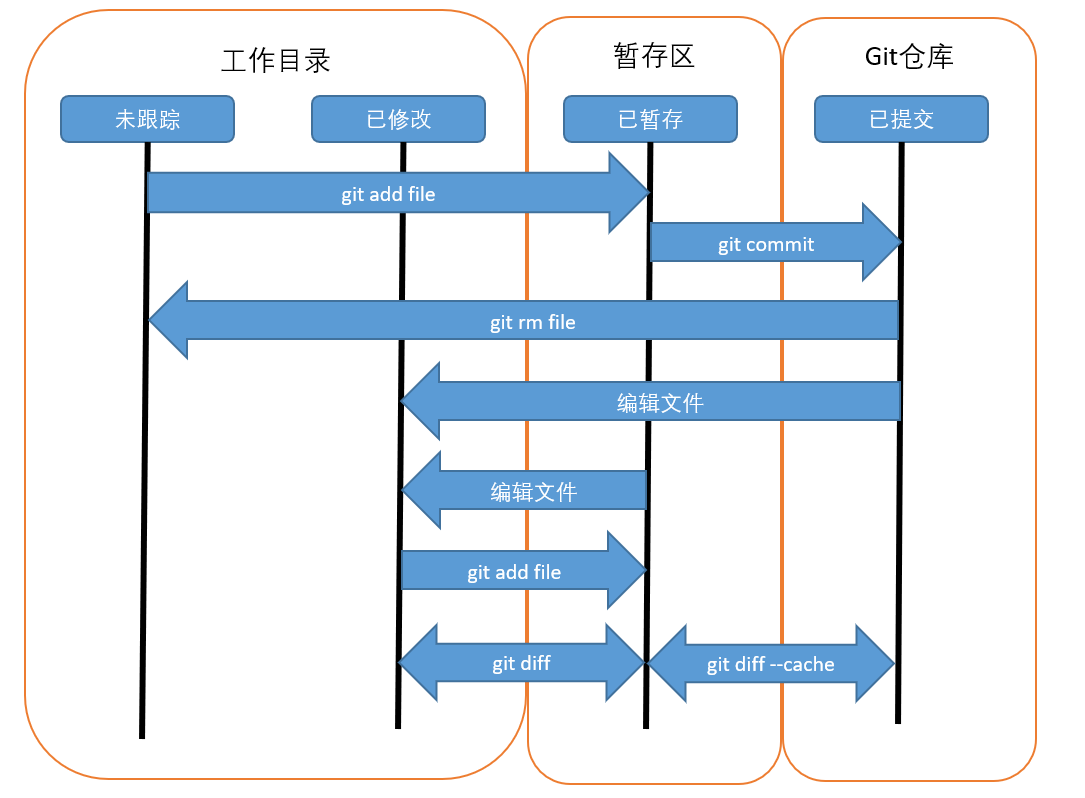 工作目录
暂存区
Git仓库
未跟踪
已修改
已暂存
已提交
git add file
git commit
git rm file
编辑文件
编辑文件
git add file
git diff
git diff --cache